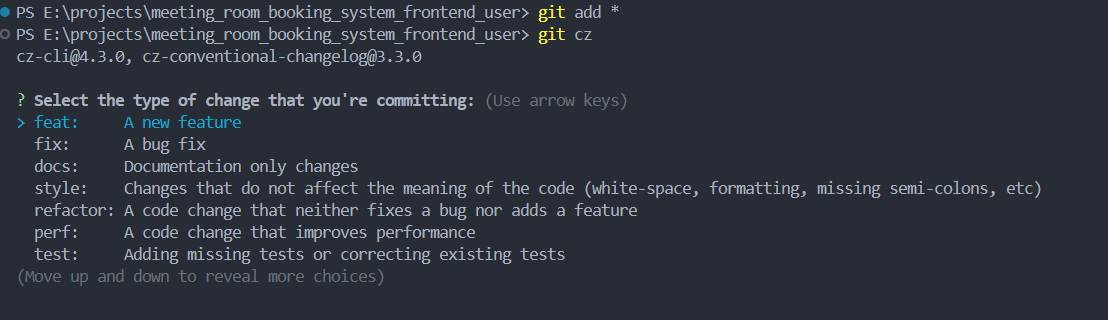 PS E:\projects\meeting_room_booking_system_frontend_user> git add *
PS E:\projects\meeting_room_booking_system_frontend_user> git cz
cz-cli@4.3.0, cz-conventional-changelog@3.3.0
? Select the type of change that you're committing: (Use arrow keys)
> feat:     A new feature
  fix:      A bug fix
  docs:     Documentation only changes
  style:    Changes that do not affect the meaning of the code (white-space, formatting, missing semi-colons, etc)
  refactor: A code change that neither fixes a bug nor adds a feature
  perf:     A code change that improves performance
  test:     Adding missing tests or correcting existing tests
(Move up and down to reveal more choices)